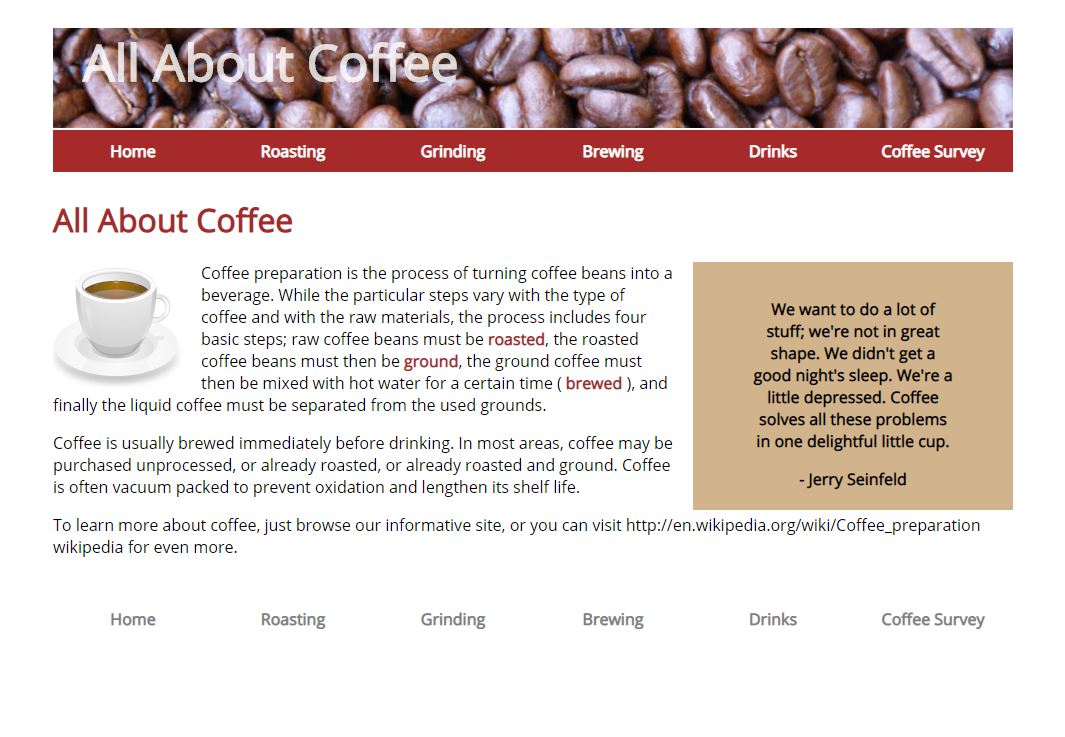 All About Coffee
Home Roasting Grinding Brewing Drinks Coffee Survey
All About Coffee
Coffee preparation is the process of turning coffee beans into a
beverage. While the particular steps vary with the type of
coffee and with the raw materials, the process includes four
basic steps; raw coffee beans must be roasted, the roasted
coffee beans must then be ground, the ground coffee must
then be mixed with hot water for a certain time ( brewed ), and
finally the liquid coffee must be separated from the used grounds.
Coffee is usually brewed immediately before drinking. In most areas, coffee may be
purchased unprocessed, or already roasted, or already roasted and ground. Coffee
is often vacuum packed to prevent oxidation and lengthen its shelf life.
We want to do a lot of
stuff; we're not in great
shape. We didn't get a
good night's sleep. We're a
little depressed. Coffee
solves all these problems
in one delightful little cup.
- Jerry Seinfeld
To learn more about coffee, just browse our informative site, or you can visit http://en.wikipedia.org/wiki/Coffee_preparation
wikipedia for even more.
Home Roasting Grinding Brewing Drinks Coffee Survey